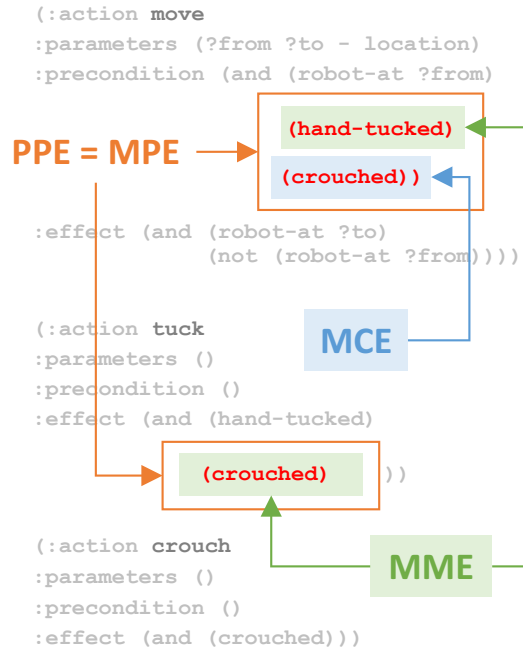 (:action move
:parameters (?from ?to - location)
:precondition (and (robot-at ?from)
(hand-tucked)
PPE = MPE
(crouched))
:effect (and (robot-at ?to)
(not (robot-at ?from))))
(:action tuck
MCE
:parameters ()
:precondition ()
:effect (and (hand-tucked)
(crouched) ))
(:action crouch
MME
:parameters ()
:precondition ()
:effect (and (crouched)))